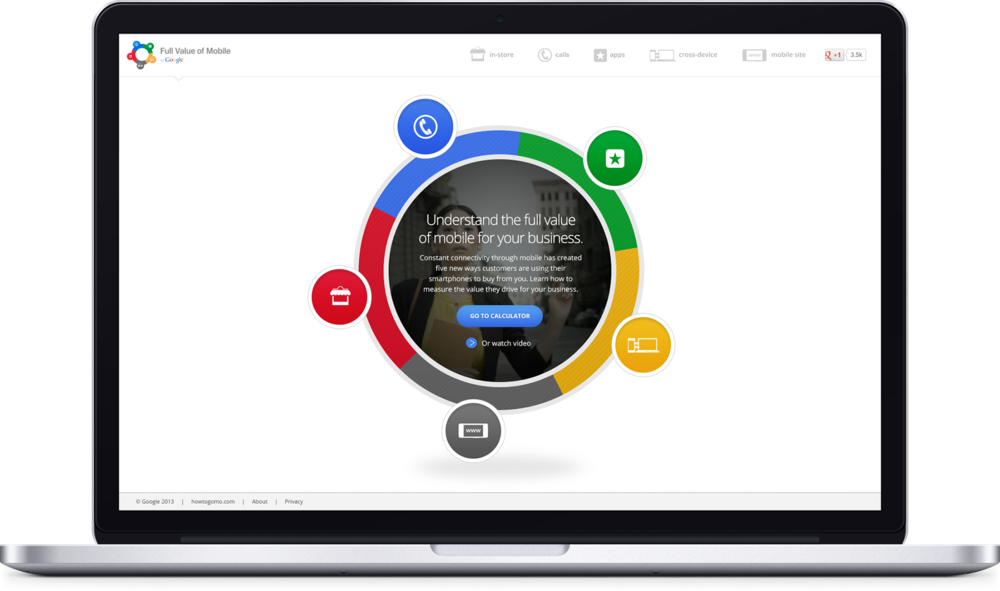 Full Value of Mobile
by Google
in-store
calls
apps
cross-device
www
mobile site
+1
3.5k
Understand the full value
of mobile for your business.
Constant connectivity through mobile has created
five new ways customers are using their
smartphones to buy from you. Learn how to
measure the value they drive for your business.
GO TO CALCULATOR
Or watch video
www
© Google 2013 | howtogomo.com | About | Privacy